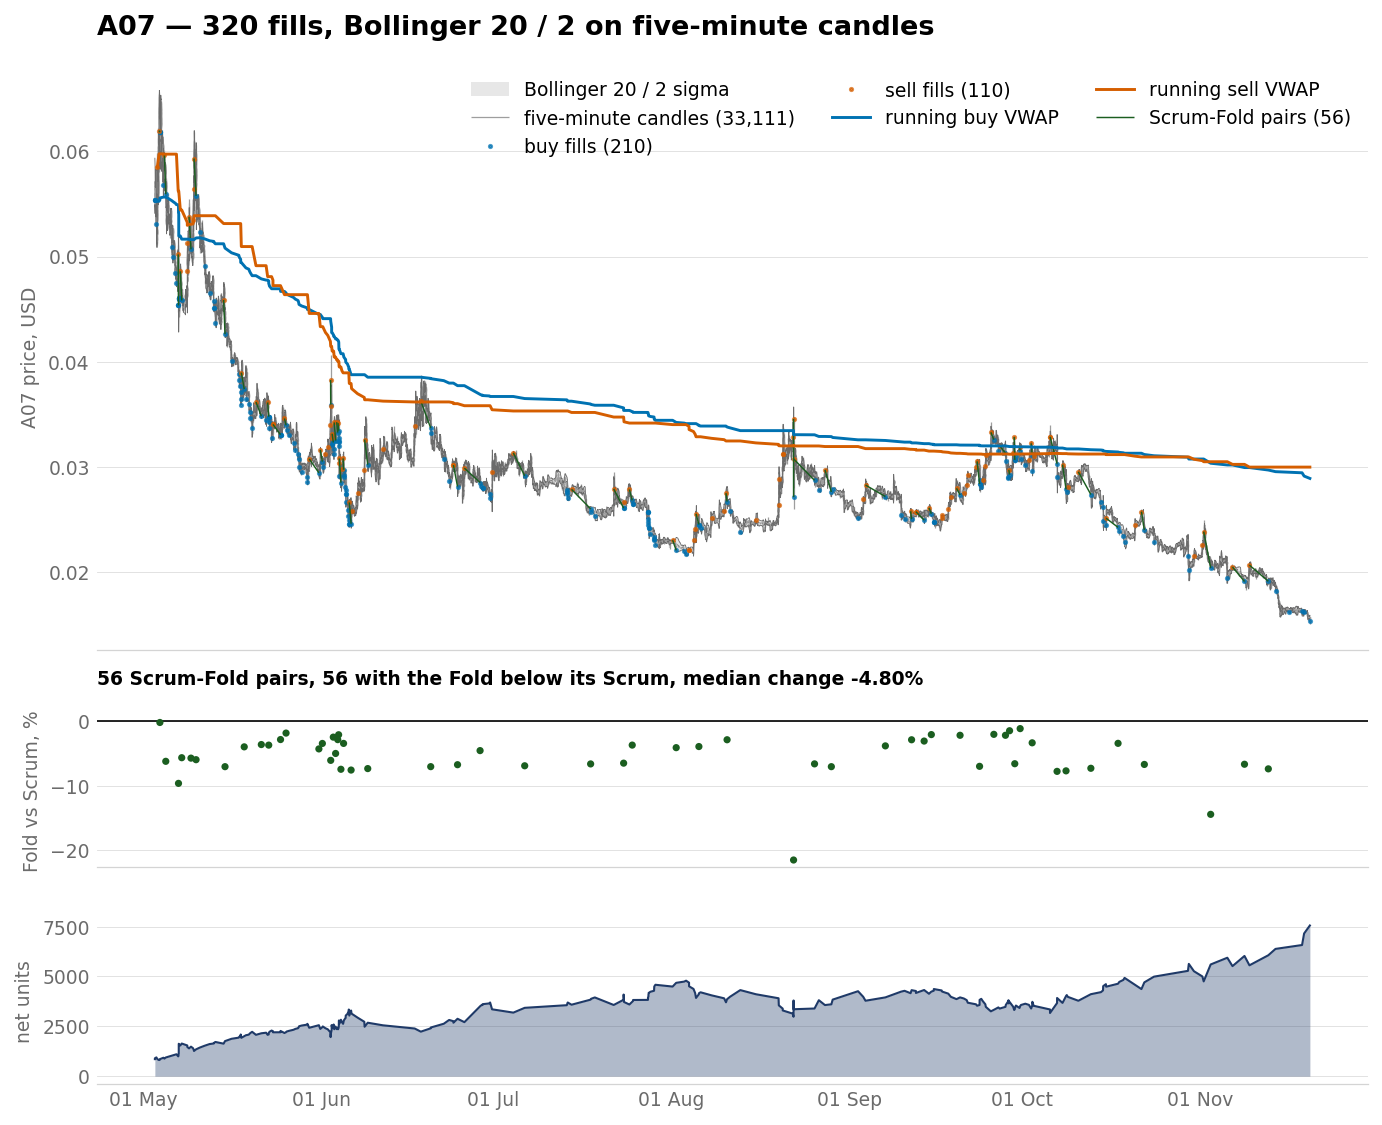 A07 — 320 fills, Bollinger 20 / 2 on five-minute candles
Bollinger 20 / 2 sigma
five-minute candles (33,111)
buy fills (210)
sell fills (110)
running buy VWAP
running sell VWAP
Scrum-Fold pairs (56)
A07 price, USD
0.06
0.05
0.04
0.03
0.02
56 Scrum-Fold pairs, 56 with the Fold below its Scrum, median change -4.80%
Fold vs Scrum, %
0
−10
−20
net units
7500
5000
2500
0
01 May
01 Jun
01 Jul
01 Aug
01 Sep
01 Oct
01 Nov